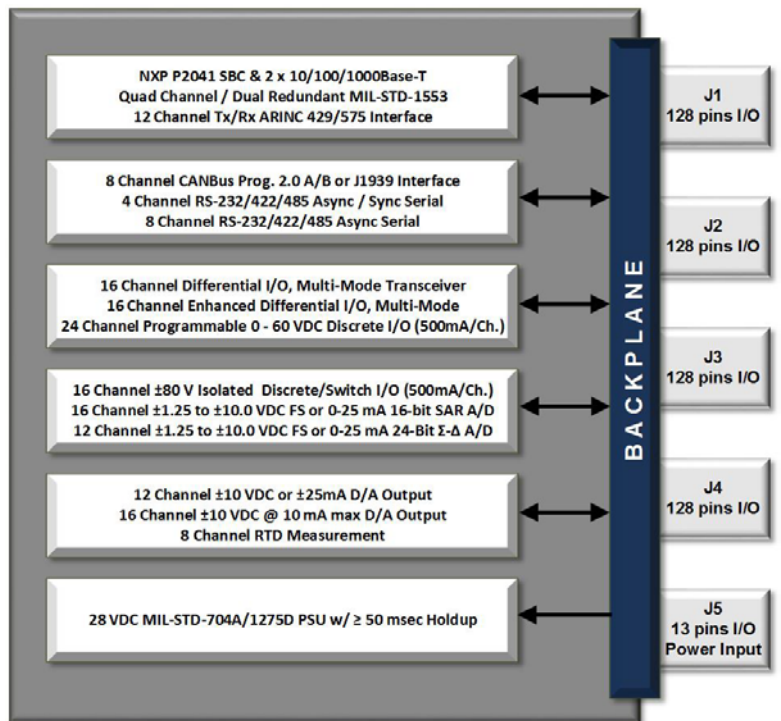 NXP P2041 SBC & 2 x 10/100/1000Base-T
Quad Channel / Dual Redundant MIL-STD-1553
12 Channel Tx/Rx ARINC 429/575 Interface
8 Channel CANBus Prog. 2.0 A/B or J1939 Interface
4 Channel RS-232/422/485 Async / Sync Serial
8 Channel RS-232/422/485 Async Serial
16 Channel Differential I/O, Multi-Mode Transceiver
16 Channel Enhanced Differential I/O, Multi-Mode
24 Channel Programmable 0 - 60 VDC Discrete I/O (500mA/Ch.)
16 Channel ±80 V Isolated Discrete/Switch I/O (500mA/Ch.)
16 Channel ±1.25 to ±10.0 VDC FS or 0-25 mA 16-bit SAR A/D
12 Channel ±1.25 to ±10.0 VDC FS or 0-25 mA 24-Bit Σ-Δ A/D
12 Channel ±10 VDC or ±25mA D/A Output
16 Channel ±10 VDC @ 10 mA max D/A Output
8 Channel RTD Measurement
28 VDC MIL-STD-704A/1275D PSU w/ ≥ 50 msec Holdup
BACKPLANE
J1
128 pins I/O
J2
128 pins I/O
J3
128 pins I/O
J4
128 pins I/O
J5
13 pins I/O
Power Input